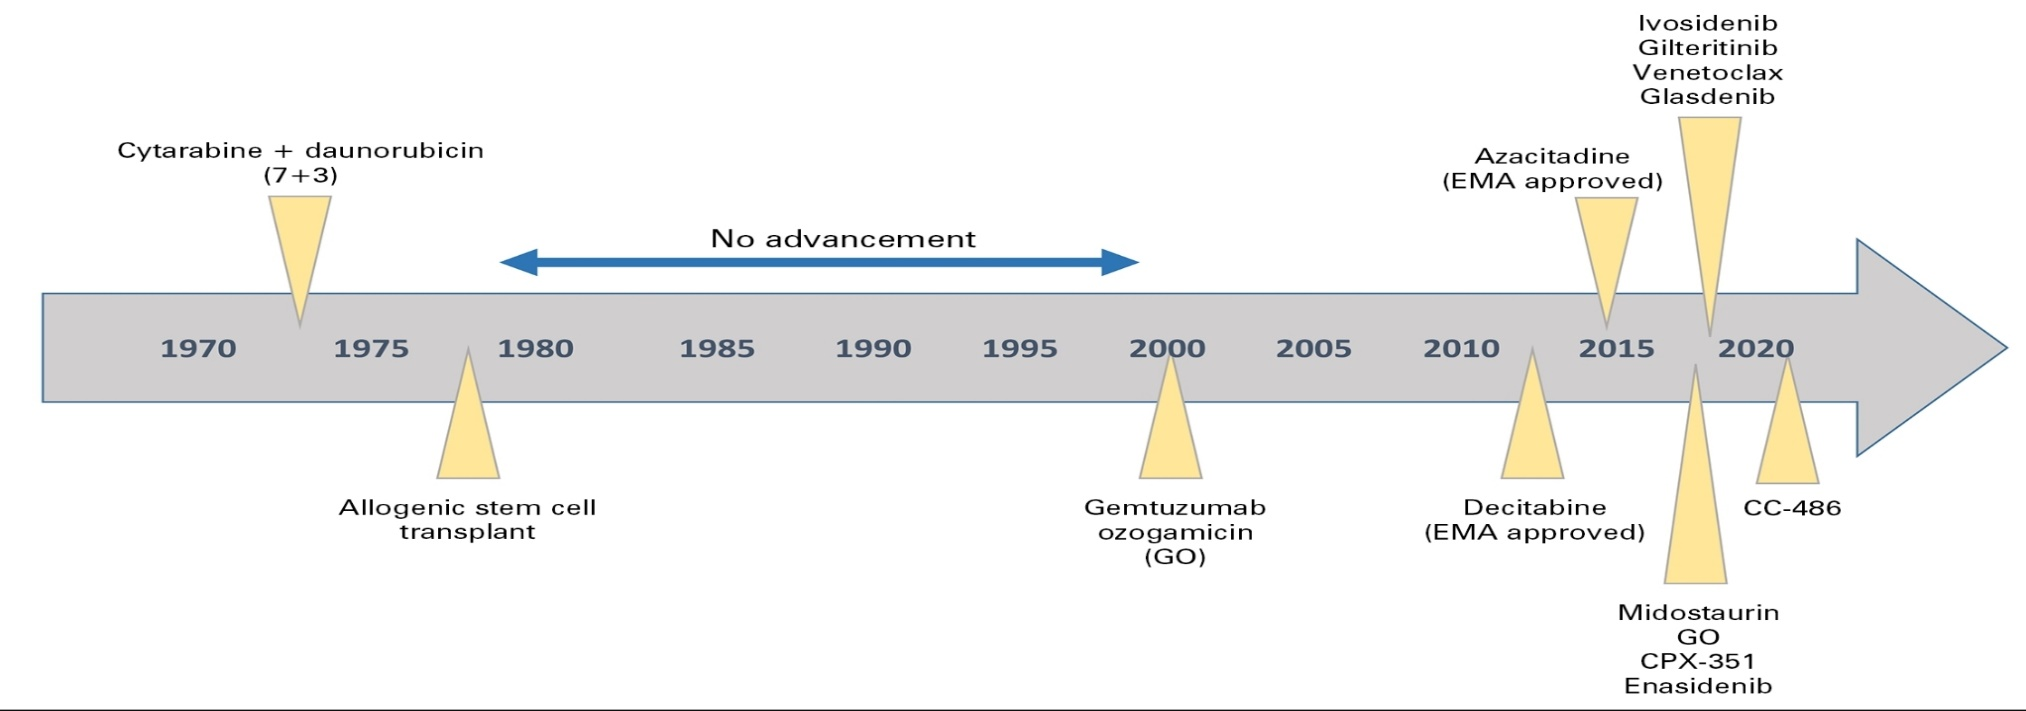 Ivosidenib
Gilteritinib
Venetoclax
Glasdenib
Cytarabine + daunorubicin
(7+3)
Azacitadine
(EMA approved)
No advancement
1970 1975 1980 1985 1990 1995 2000 2005 2010 2015 2020
Allogenic stem cell
transplant
Gemtuzumab
ozogamicin
(GO)
Decitabine
(EMA approved)
CC-486
Midostaurin
GO
CPX-351
Enasidenib